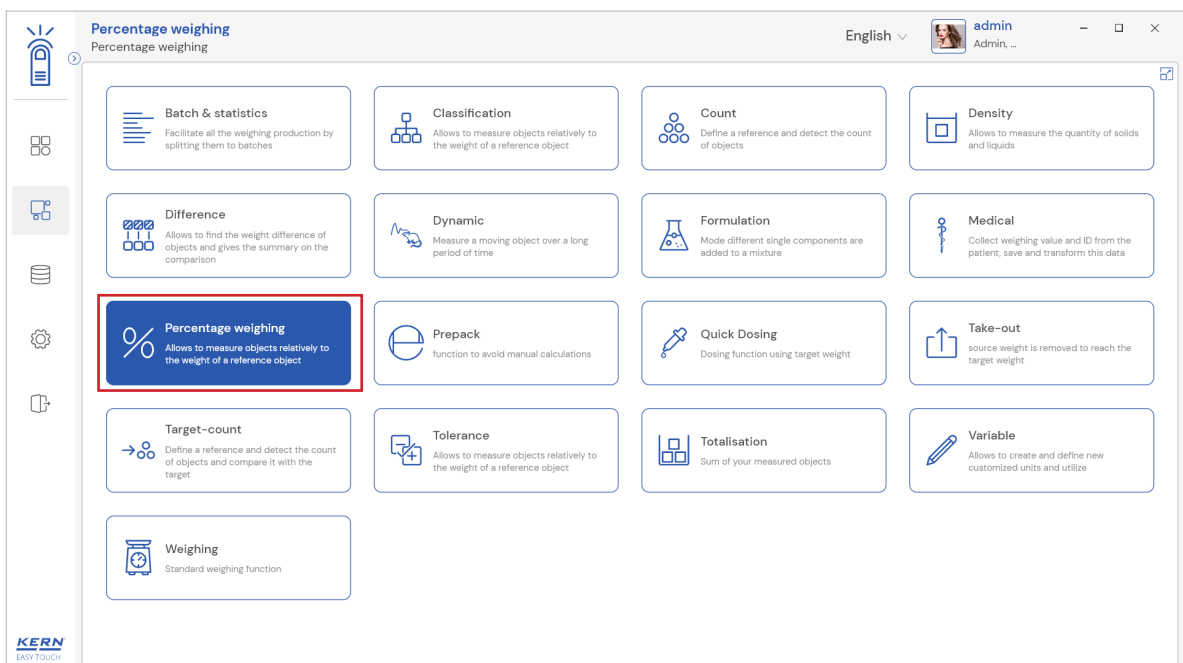 Percentage weighing
Percentage weighing
English
admin
Admin, ...
Batch & statistics
Facilitate all the weighing production by
splitting them to batches
Classification
Allows to measure objects relatively to
the weight of a reference object
Count
Define a reference and detect the count
of objects
Density
Allows to measure the quantity of solids
and liquids
Difference
Allows to find the weight difference of
objects and gives the summary on the
comparison
Dynamic
Measure a moving object over a long
period of time
Formulation
Mode different single components are
added to a mixture
Medical
Collect weighing value and ID from the
patient, save and transform this data
Percentage weighing
Allows to measure objects relatively to
the weight of a reference object
Prepack
function to avoid manual calculations
Quick Dosing
Dosing function using target weight
Take-out
source weight is removed to reach the
target weight
Target-count
Define a reference and detect the count
of objects and compare it with the
target
Tolerance
Allows to measure objects relatively to
the weight of a reference object
Totalisation
Sum of your measured objects
Variable
Allows to create and define new
customized units and utilize
Weighing
Standard weighing function
KERN
EASY TOUCH